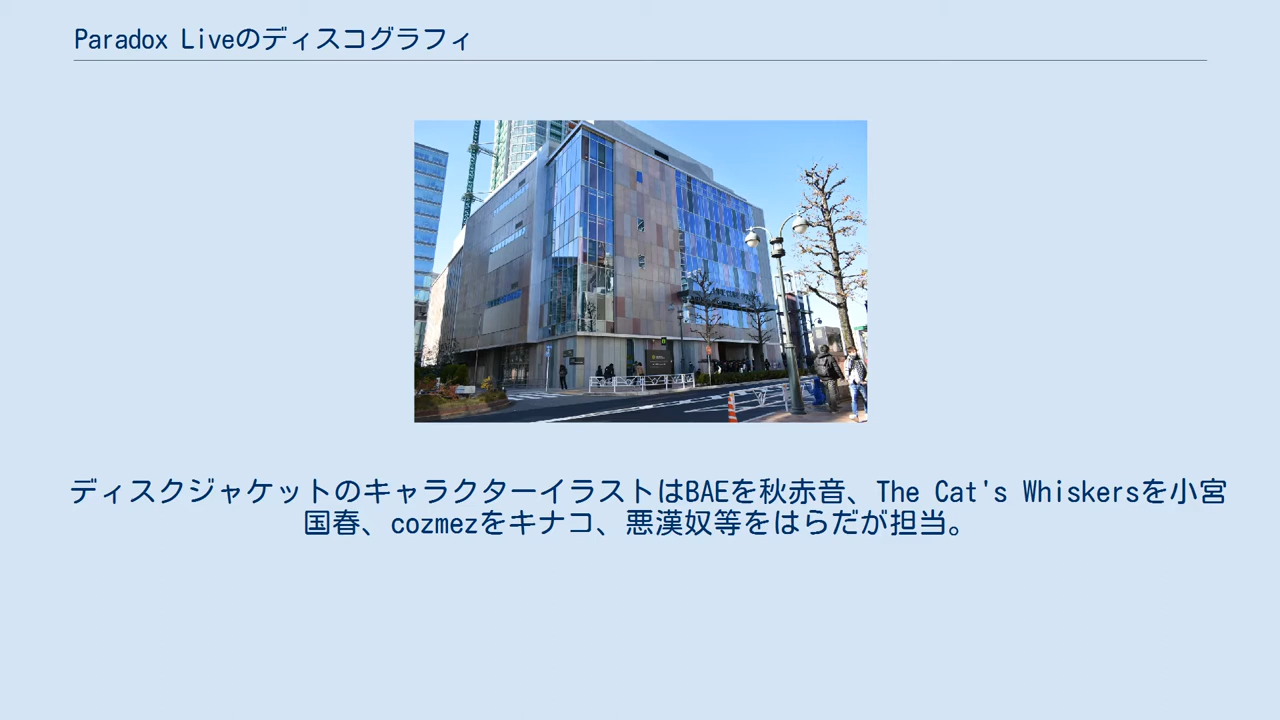 Paradox Liveのディスコグラフィ
ディスクジャケットのキャラクターイラストはBAEを秋赤音、The Cat's Whiskersを小宮
国春、cozmezをキナコ、悪漢奴等をはらだが担当。